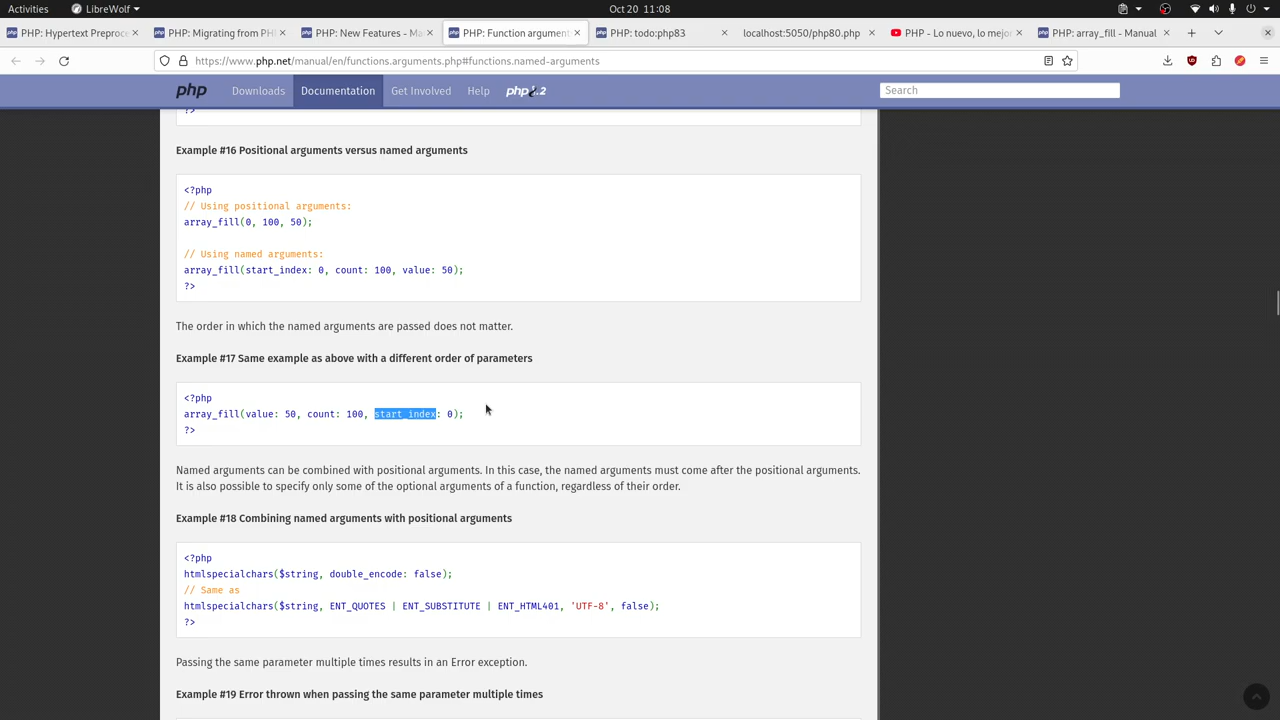 Activities
LibreWolf
Oct 20 11:08
PHP: Hypertext Preproce
PHP: Migrating from PH
PHP: New Features - Ma
PHP: Function argument
PHP: todo:php83
localhost:5050/php80.php
PHP - Lo nuevo, lo mejo
PHP: array_fill - Manual
https://www.php.net/manual/en/functions.arguments.php#functions.named-arguments
php
Downloads
Documentation
Get Involved
Help
Search
?>
Example #16 Positional arguments versus named arguments
<?php
// Using positional arguments:
array_fill(0, 100, 50);
// Using named arguments:
array_fill(start_index: 0, count: 100, value: 50);
?>
The order in which the named arguments are passed does not matter.
Example #17 Same example as above with a different order of parameters
<?php
array_fill(value: 50, count: 100, start_index: 0);
?>
Named arguments can be combined with positional arguments. In this case, the named arguments must come after the positional arguments.
It is also possible to specify only some of the optional arguments of a function, regardless of their order.
Example #18 Combining named arguments with positional arguments
<?php
htmlspecialchars($string, double_encode: false);
// Same as
htmlspecialchars($string, ENT_QUOTES | ENT_SUBSTITUTE | ENT_HTML401, 'UTF-8', false);
?>
Passing the same parameter multiple times results in an Error exception.
Example #19 Error thrown when passing the same parameter multiple times